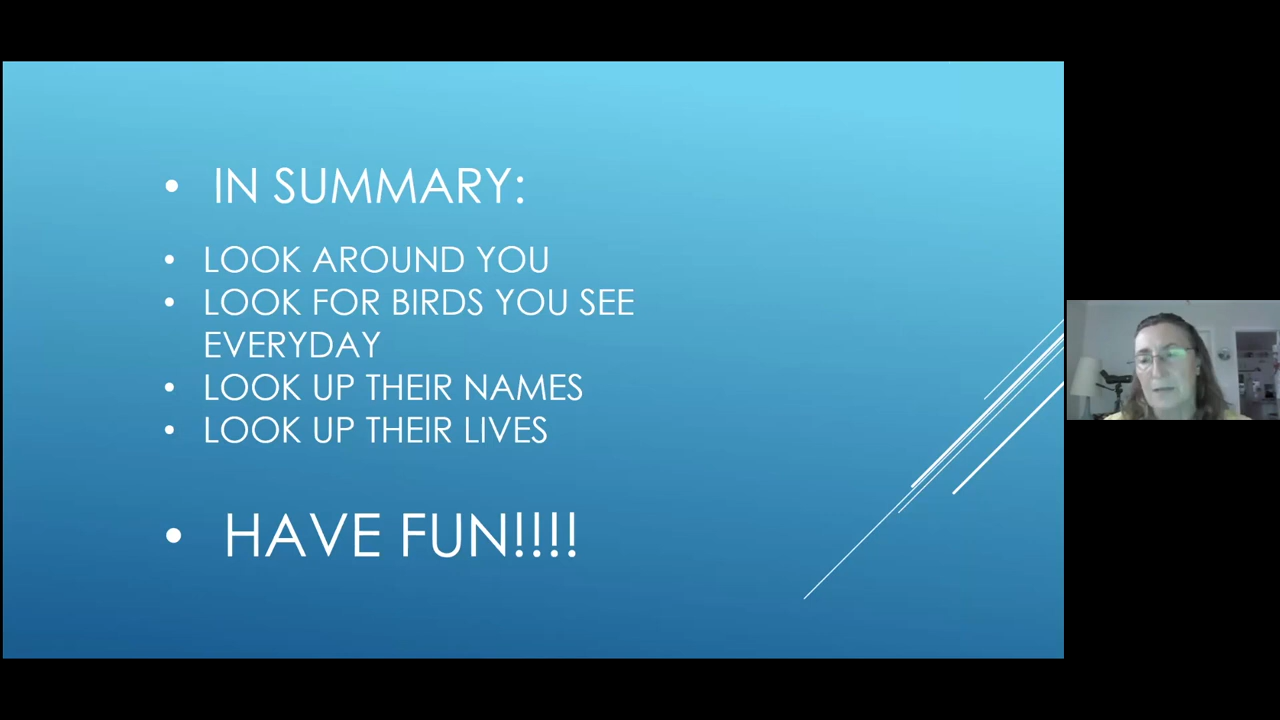 • IN SUMMARY:
• LOOK AROUND YOU
• LOOK FOR BIRDS YOU SEE
EVERYDAY
• LOOK UP THEIR NAMES
• LOOK UP THEIR LIVES
• HAVE FUN!!!!